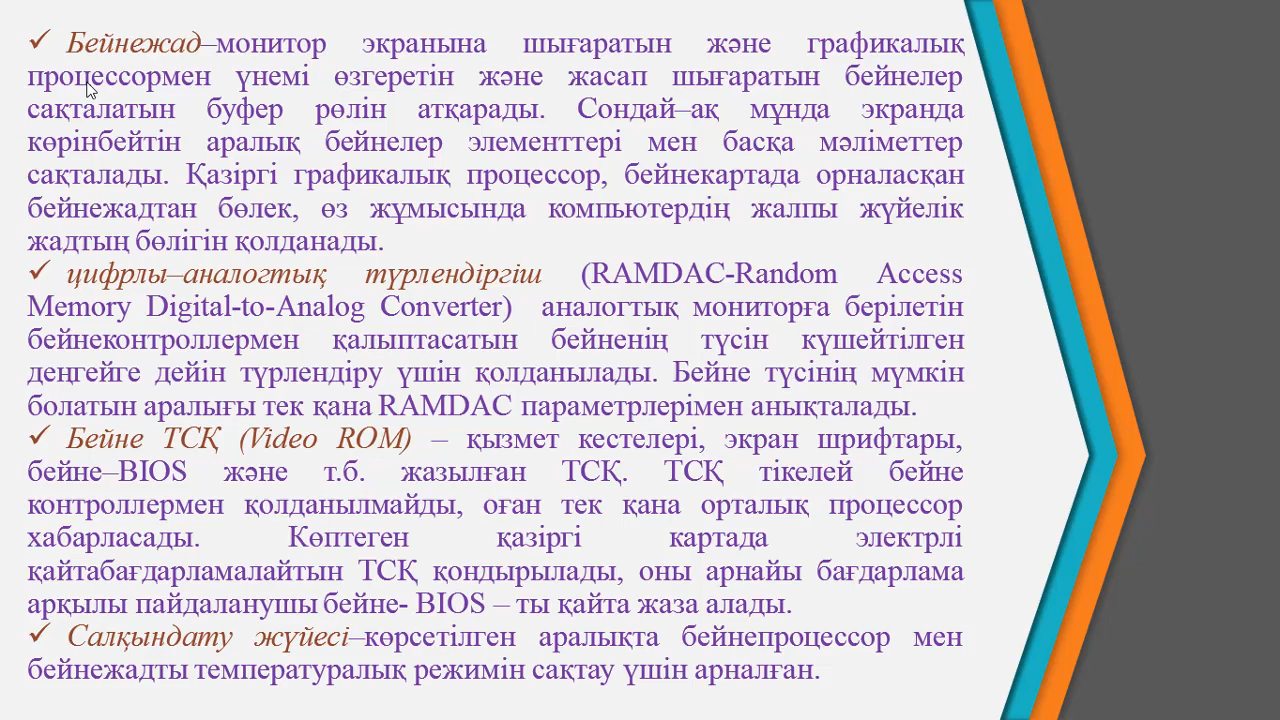 ✓ Бейнежад–монитор экранына шығаратын және графикалық
процессормен үнемі өзгеретін және жасап шығаратын бейнелер
сақталатын буфер рөлін атқарады. Сондай–ақ мұнда экранда
көрінбейтін аралық бейнелер элементтері мен басқа мәліметтер
сақталады. Қазіргі графикалық процессор, бейнекартада орналасқан
бейнежадтан бөлек, өз жұмысында компьютердің жалпы жүйелік
жадтың бөлігін қолданады.
✓ цифрлы–аналогтық түрлендіргіш (RAMDAC-Random Access
Memory Digital-to-Analog Converter) аналогтық мониторға берілетін
бейнеконтроллермен қалыптасатын бейненің түсін күшейтілген
деңгейге дейін түрлендіру үшін қолданылады. Бейне түсінің мүмкін
болатын аралығы тек қана RAMDAC параметрлерімен анықталады.
✓ Бейне ТСҚ (Video ROM) – қызмет кестелері, экран шрифтары,
бейне–BIOS және т.б. жазылған ТСҚ. ТСҚ тікелей бейне
контроллермен қолданылмайды, оған тек қана орталық процессор
хабарласады. Көптеген қазіргі картада электрлі
қайтабағдарламалайтын ТСҚ қондырылады, оны арнайы бағдарлама
арқылы пайдаланушы бейне- BIOS – ты қайта жаза алады.
✓ Салқындату жүйесі–көрсетілген аралықта бейнепроцессор мен
бейнежадты температуралық режимін сақтау үшін арналған.